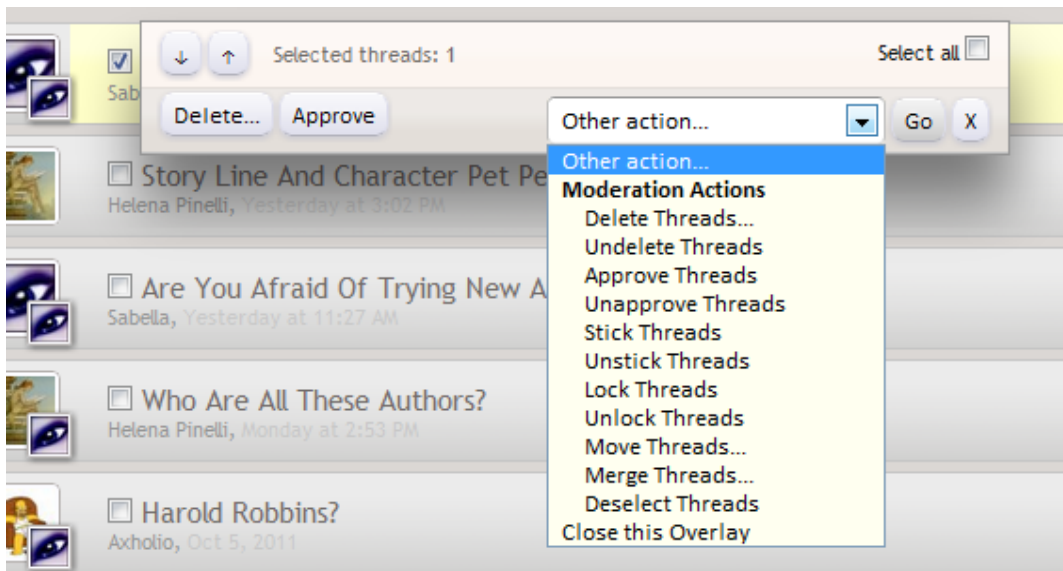 ↓ ↑ Selected threads: 1 Select all
Sab
Delete... Approve Other action... Go X
Other action...
Moderation Actions
Delete Threads...
Undelete Threads
Approve Threads
Unapprove Threads
Stick Threads
Unstick Threads
Lock Threads
Unlock Threads
Move Threads...
Merge Threads...
Deselect Threads
Close this Overlay
Story Line And Character Pet Pe
Helena Pinelli, Yesterday at 3:02 PM
Are You Afraid Of Trying New A
Sabella, Yesterday at 11:27 AM
Who Are All These Authors?
Helena Pinelli, Monday at 2:53 PM
Harold Robbins?
Axholio, Oct 5, 2011